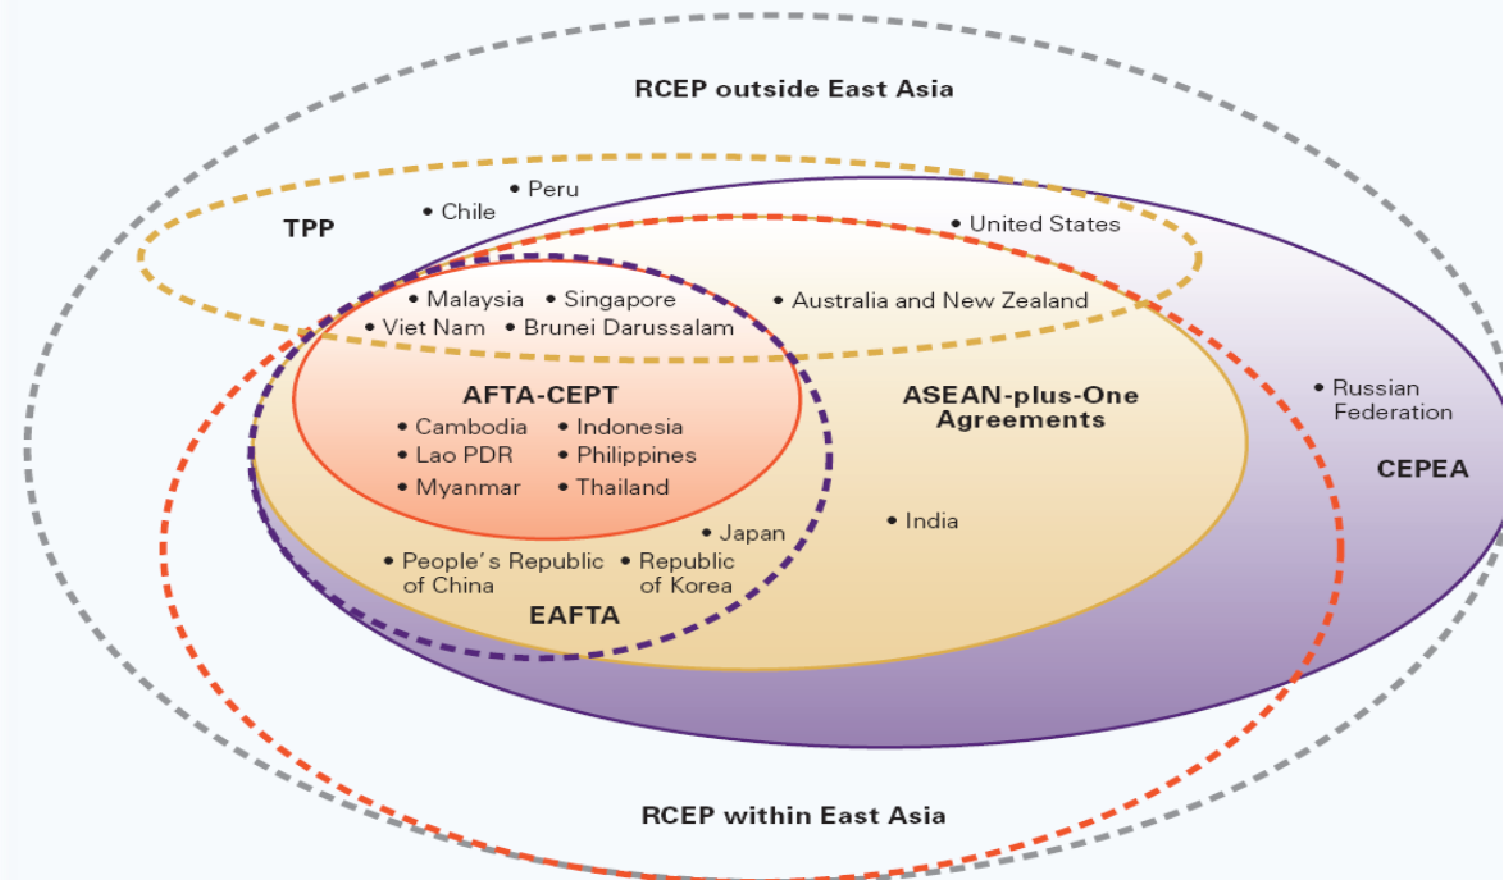 RCEP outside East Asia
• Peru
• Chile
TPP
• United States
• Malaysia • Singapore
• Australia and New Zealand
• Viet Nam • Brunei Darussalam
AFTA-CEPT
ASEAN-plus-One
Agreements
• Russian
Federation
• Cambodia • Indonesia
• Lao PDR • Philippines
CEPEA
• Myanmar • Thailand
• India
• Japan
• People's Republic
of China
• Republic
of Korea
EAFTA
RCEP within East Asia